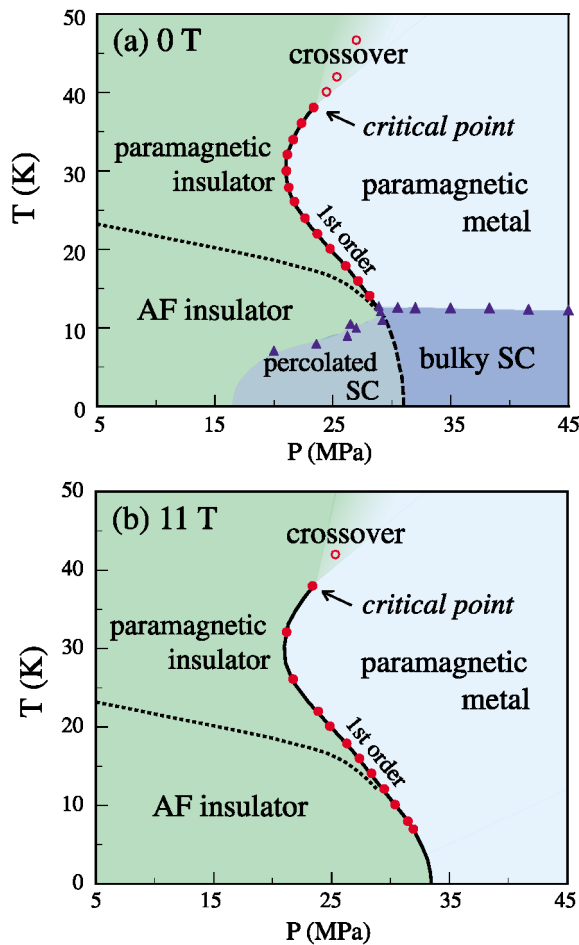 (a) 0 T
50
40
30
20
10
0
T (K)
crossover
critical point
paramagnetic
insulator
paramagnetic
metal
1st order
AF insulator
percolated
SC
bulky SC
5
15
25
35
45
P (MPa)
(b) 11 T
50
40
30
20
10
0
T (K)
crossover
critical point
paramagnetic
insulator
paramagnetic
metal
1st order
AF insulator
5
15
25
35
45
P (MPa)